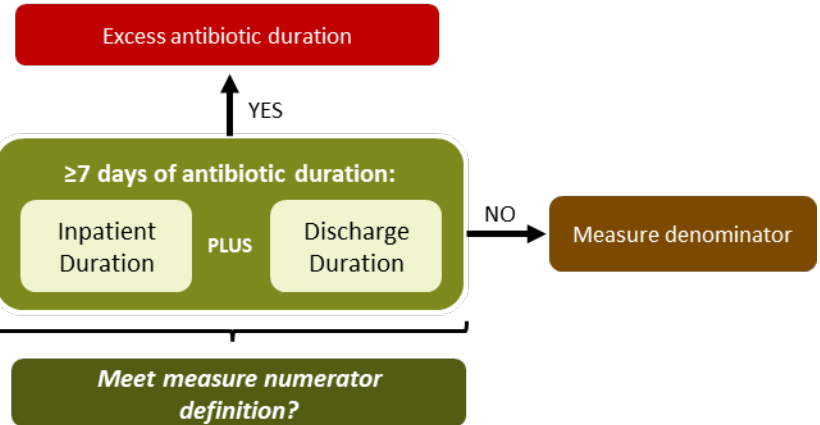 Excess antibiotic duration
YES
≥7 days of antibiotic duration:
Inpatient
Duration
PLUS
Discharge
Duration
NO
Measure denominator
Meet measure numerator
definition?